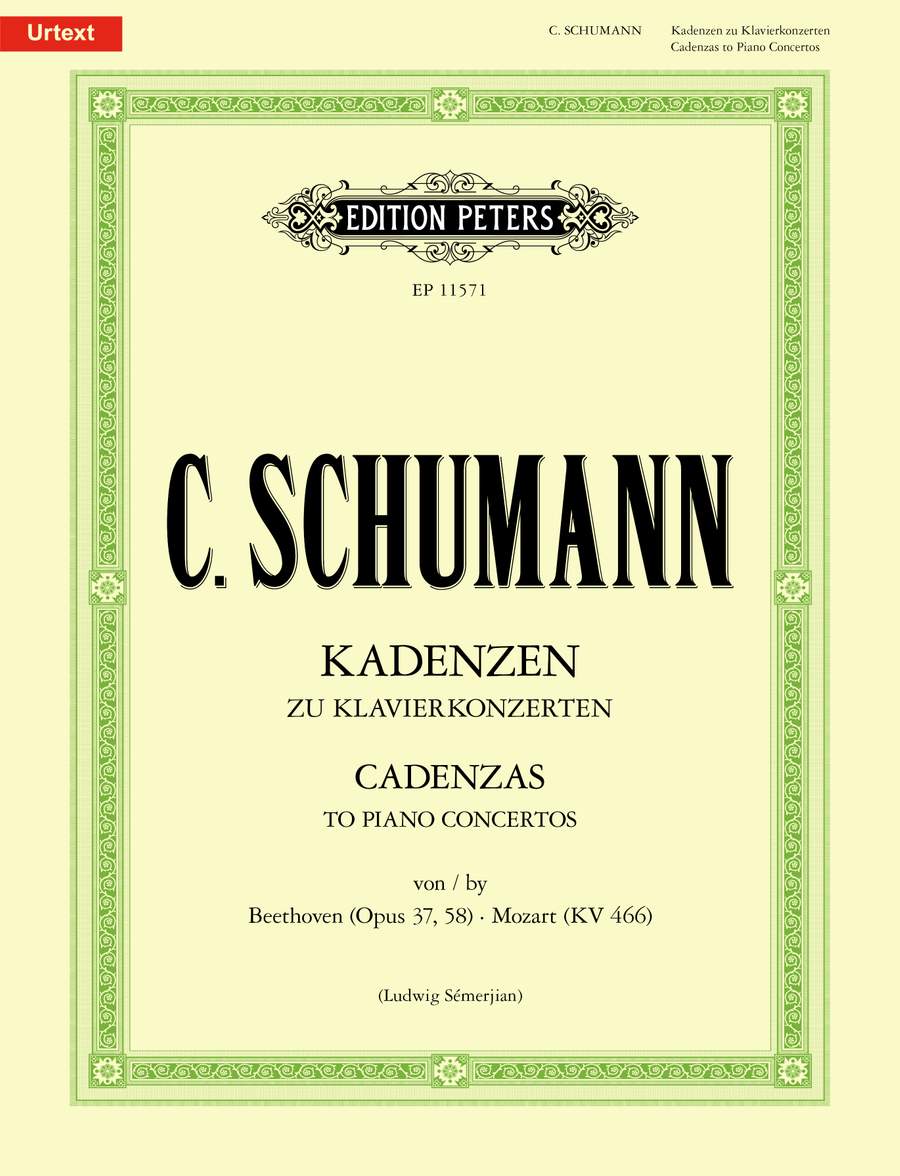 Urtext
C. SCHUMANN Kadenzen zu Klavierkonzerten
Cadenzas to Piano Concertos
EDITION PETERS
EP 11571
C. SCHUMANN
KADENZEN
ZU KLAVIERKONZERTEN
CADENZAS
TO PIANO CONCERTOS
von / by
Beethoven (Opus 37, 58) · Mozart (KV 466)
(Ludwig Sémerjian)